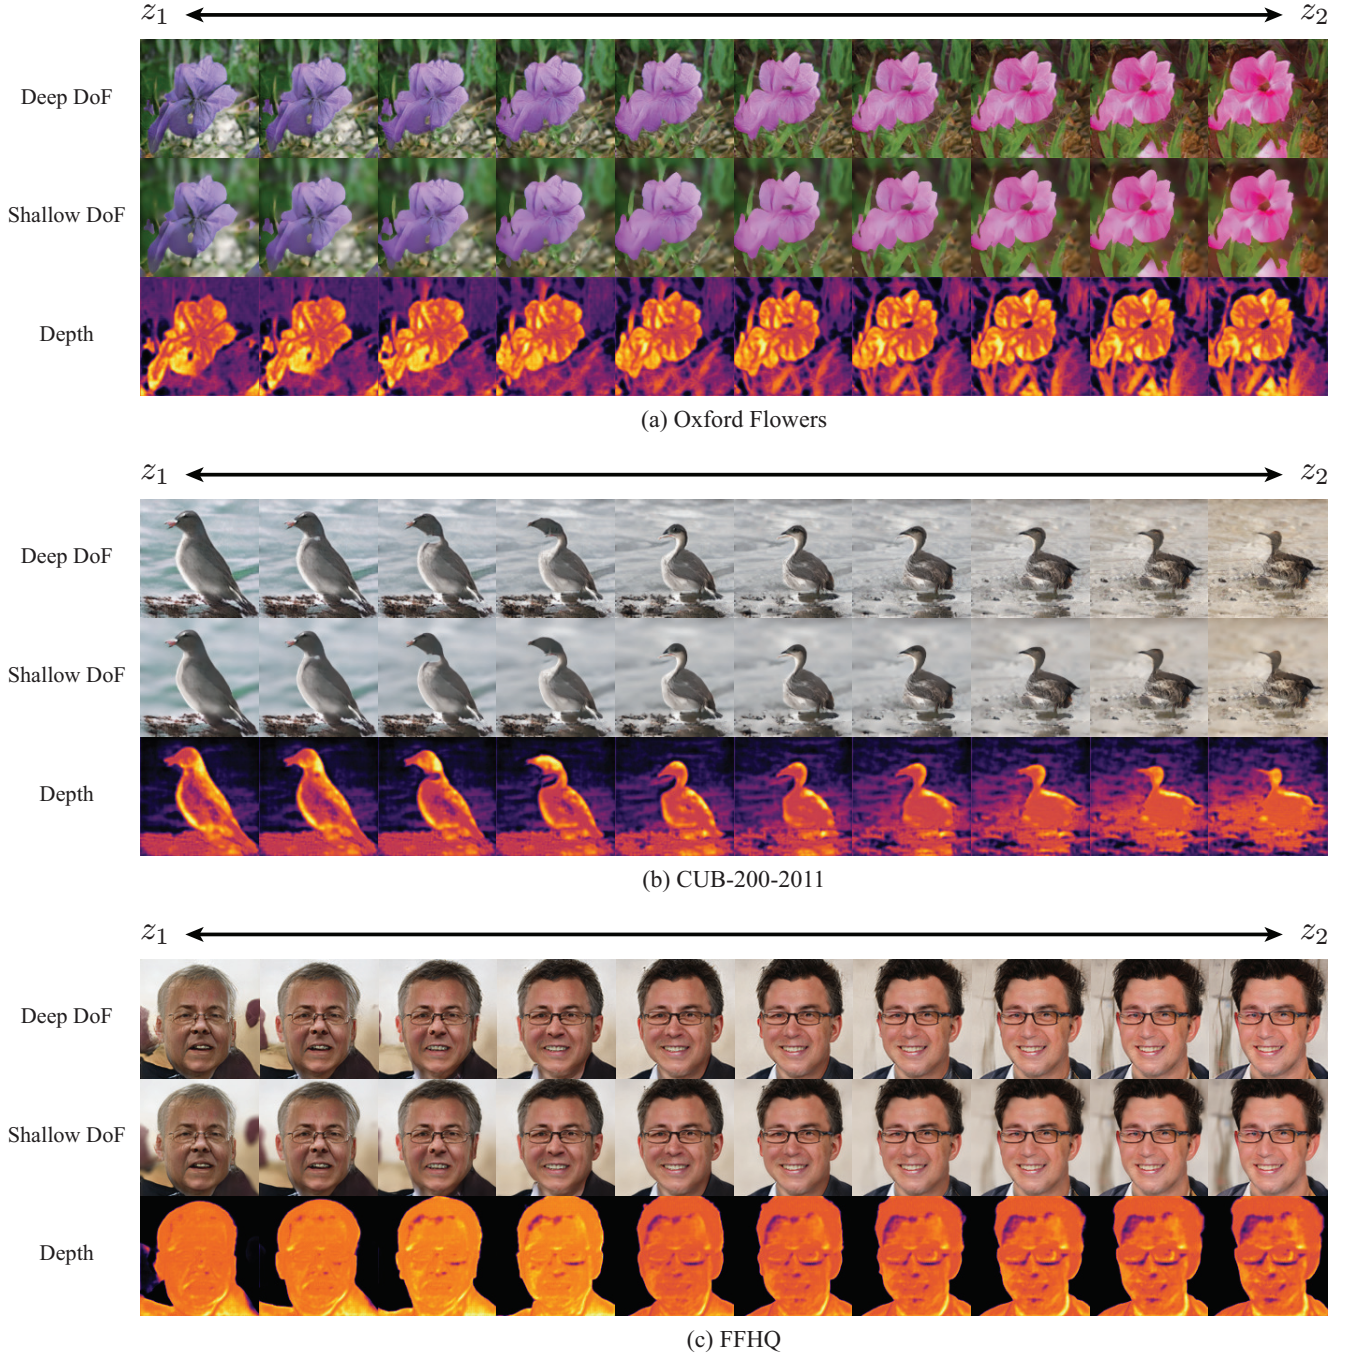 z1 z2
Deep DoF
Shallow DoF
Depth
(a) Oxford Flowers
z1 z2
Deep DoF
Shallow DoF
Depth
(b) CUB-200-2011
z1 z2
Deep DoF
Shallow DoF
Depth
(c) FFHQ